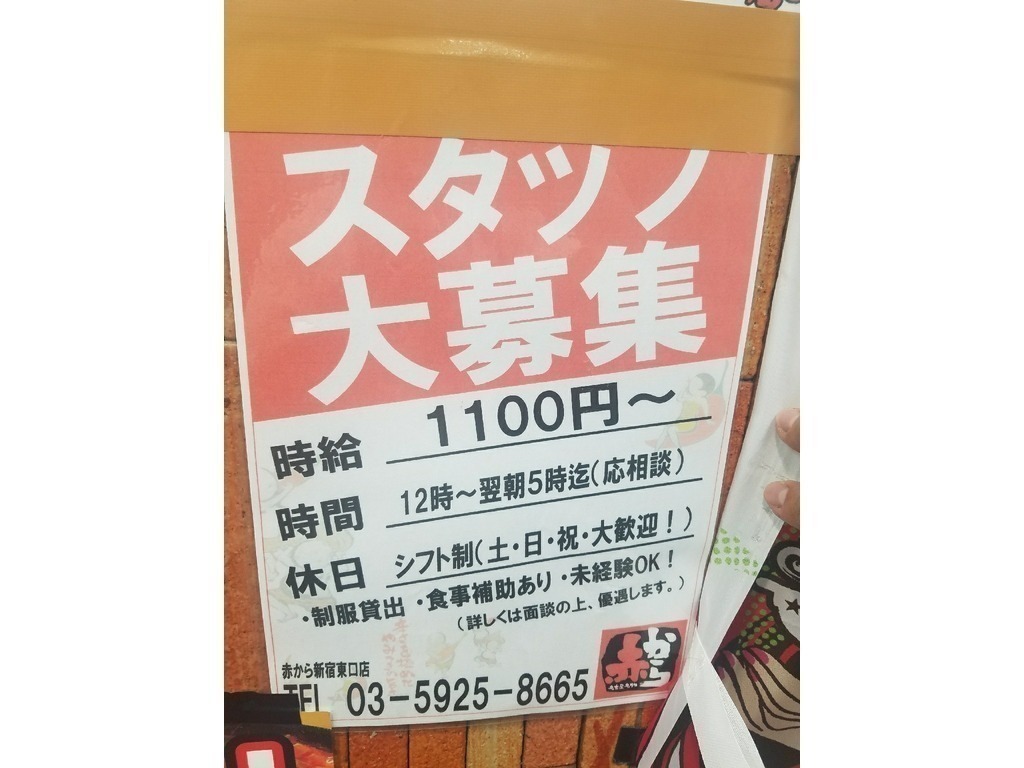 スタッフ
大募集
時給 1100円～
時間 12時～翌朝5時迄(応相談)
休日 シフト制(土・日・祝・大歓迎！)
・制服貸出 ・食事補助あり ・未経験OK！
(詳しくは面談の上、優遇します。)
赤から新宿東口店
TEL 03-5925-8665
赤から